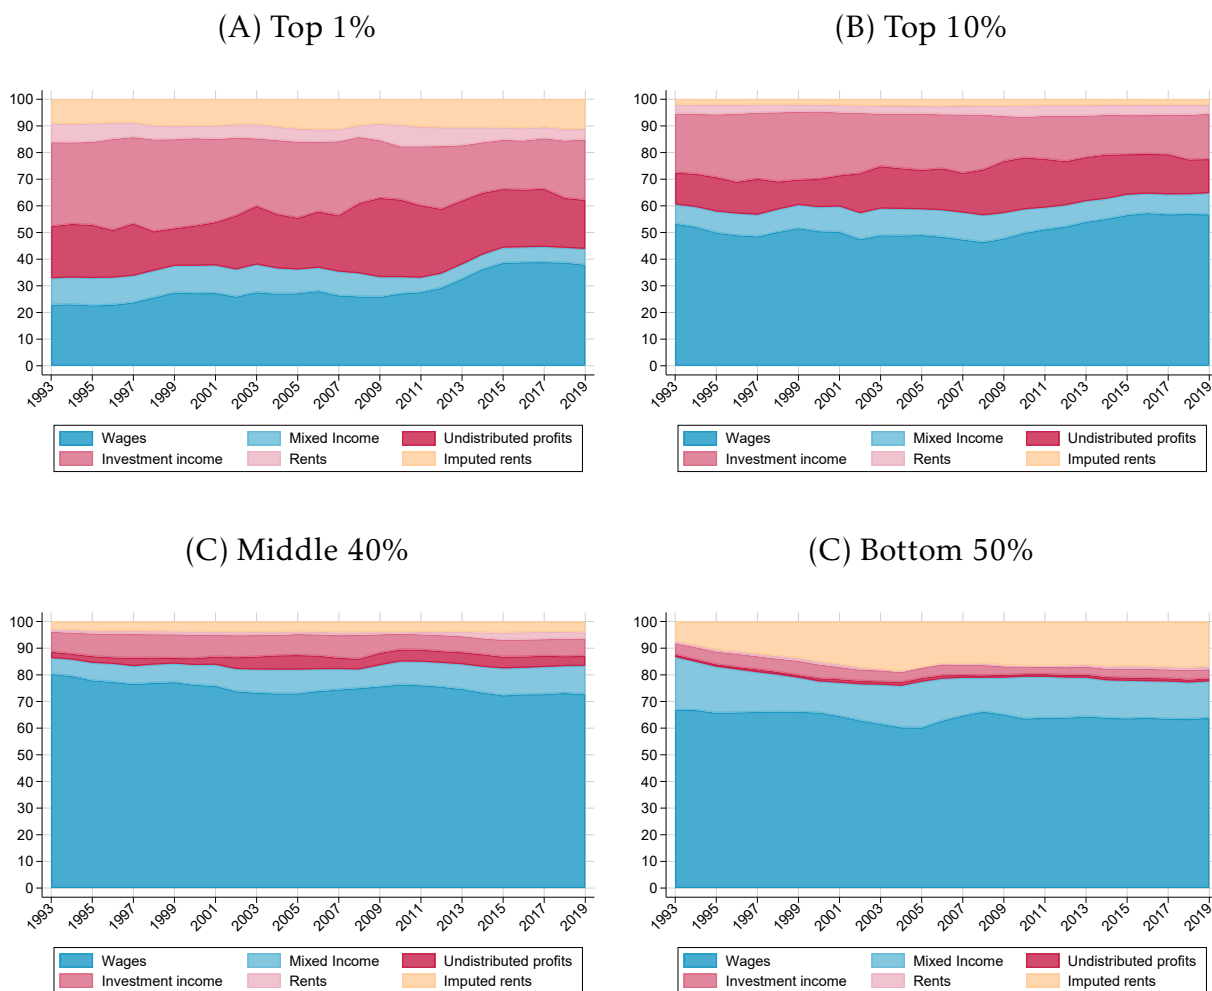 (A) Top 1%
(B) Top 10%
100
90
80
70
60
50
40
30
20
10
0
1993 1995 1997 1999 2001 2003 2005 2007 2009 2011 2013 2015 2017 2019
Wages Mixed Income Undistributed profits
Investment income Rents Imputed rents
100
90
80
70
60
50
40
30
20
10
0
1993 1995 1997 1999 2001 2003 2005 2007 2009 2011 2013 2015 2017 2019
Wages Mixed Income Undistributed profits
Investment income Rents Imputed rents
(C) Middle 40%
(C) Bottom 50%
100
90
80
70
60
50
40
30
20
10
0
1993 1995 1997 1999 2001 2003 2005 2007 2009 2011 2013 2015 2017 2019
Wages Mixed Income Undistributed profits
Investment income Rents Imputed rents
100
90
80
70
60
50
40
30
20
10
0
1993 1995 1997 1999 2001 2003 2005 2007 2009 2011 2013 2015 2017 2019
Wages Mixed Income Undistributed profits
Investment income Rents Imputed rents